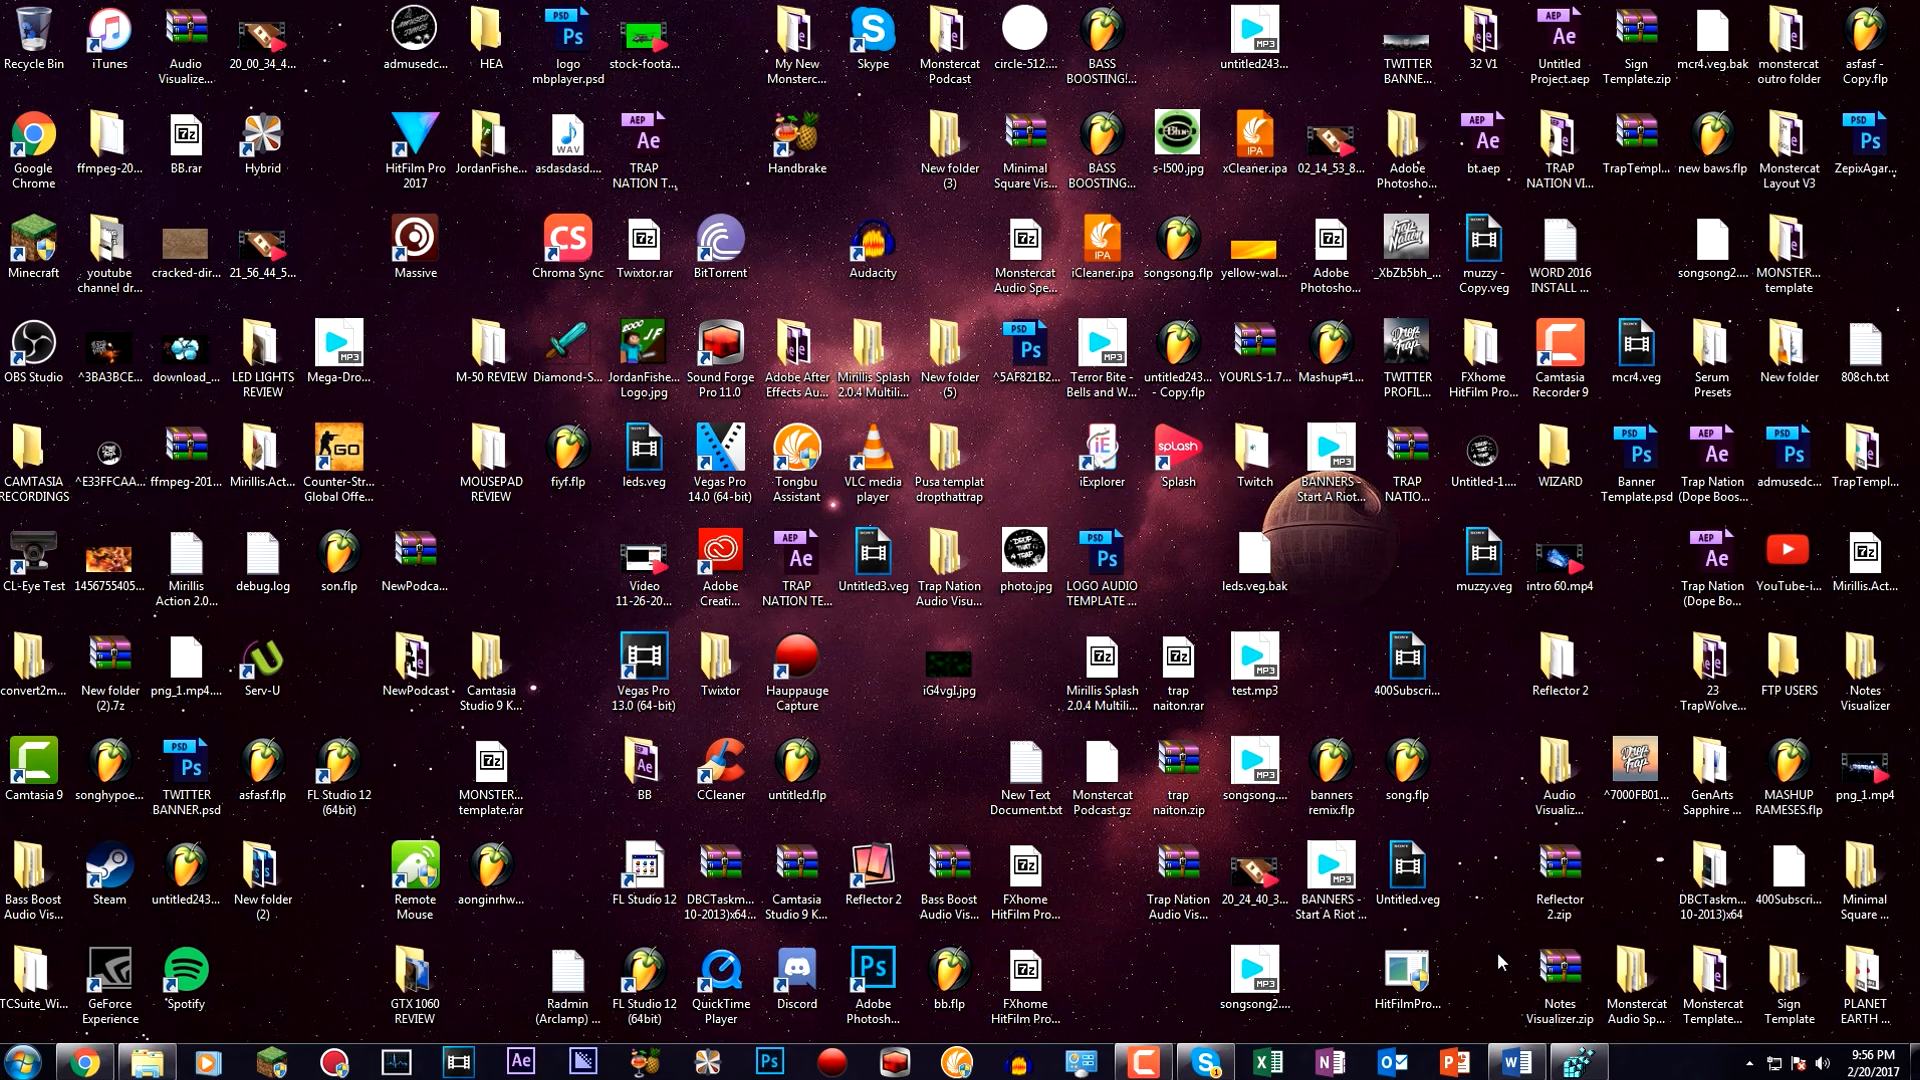 Recycle Bin
iTunes
Audio
Visualize...
20_00_34_4...
admusedc...
HEA
logo
mbplayer.psd
stock-foota...
My New
Monsterc...
Skype
Monstercat
Podcast
circle-512....
BASS
BOOSTING!...
untitled243...
TWITTER
BANNE...
32 V1
Untitled
Project.aep
Sign
Template.zip
mcr4.veg.bak
monstercat
outro folder
asfasf -
Copy.flp
Google
Chrome
ffmpeg-20...
BB.rar
Hybrid
HitFilm Pro
2017
JordanFishe...
asdasdasd....
TRAP
NATION T...
Handbrake
New folder
(3)
Minimal
Square Vis...
BASS
BOOSTING...
s-l500.jpg
xCleaner.ipa
02_14_53_8...
Adobe
Photosho...
bt.aep
TRAP
NATION VI...
TrapTempl...
new baws.flp
Monstercat
Layout V3
ZepixAgar...
Minecraft
youtube
channel dr...
cracked-dir...
21_56_44_5...
Massive
Chroma Sync
Twixtor.rar
BitTorrent
Audacity
Monstercat
Audio Spe...
iCleaner.ipa
songsong.flp
yellow-wal...
Adobe
Photosho...
_XbZb5bh_...
muzzy -
Copy.veg
WORD 2016
INSTALL ...
songsong2....
MONSTER...
template
OBS Studio
^3BA3BCE...
download_...
LED LIGHTS
REVIEW
Mega-Dro...
M-50 REVIEW
Diamond-S...
JordanFishe...
Logo.jpg
Sound Forge
Pro 11.0
Adobe After
Effects Au...
Mirillis Splash
2.0.4 Multili...
New folder
(5)
^5AF821B2...
Terror Bite -
Bells and W...
untitled243...
- Copy.flp
YOURLS-1.7...
Mashup#1...
TWITTER
PROFIL...
FXhome
HitFilm Pro...
Camtasia
Recorder 9
mcr4.veg
Serum
Presets
New folder
808ch.txt
CAMTASIA
RECORDINGS
^E33FFCAA...
ffmpeg-201...
Mirillis.Act...
Counter-Str...
Global Offe...
MOUSEPAD
REVIEW
fiyf.flp
leds.veg
Vegas Pro
14.0 (64-bit)
Tongbu
Assistant
VLC media
player
Pusa templat
dropthattrap
iExplorer
Splash
Twitch
BANNERS -
Start A Riot...
TRAP
NATIO...
Untitled-1....
WIZARD
Banner
Template.psd
Trap Nation
(Dope Boos...
admusedc...
TrapTempl...
CL-Eye Test
1456755405...
Mirillis
Action 2.0...
debug.log
son.flp
NewPodca...
Video
11-26-20...
Adobe
Creati...
TRAP
NATION TE...
Untitled3.veg
Trap Nation
Audio Visu...
photo.jpg
LOGO AUDIO
TEMPLATE ...
leds.veg.bak
muzzy.veg
intro 60.mp4
Trap Nation
(Dope Bo...
YouTube-i...
Mirillis.Act...
convert2m...
New folder
(2).7z
png_1.mp4....
Serv-U
NewPodcast
Camtasia
Studio 9 K...
Vegas Pro
13.0 (64-bit)
Twixtor
Hauppauge
Capture
iG4vgI.jpg
Mirillis Splash
2.0.4 Multili...
trap
naiton.rar
test.mp3
400Subscri...
Reflector 2
23
TrapWolve...
FTP USERS
Notes
Visualizer
Camtasia 9
songhypoe...
TWITTER
BANNER.psd
asfasf.flp
FL Studio 12
(64bit)
MONSTER...
template.rar
BB
CCleaner
untitled.flp
New Text
Document.txt
Monstercat
Podcast.gz
trap
naiton.zip
songsong....
banners
remix.flp
song.flp
Audio
Visualiz...
^7000FB01...
GenArts
Sapphire ...
MASHUP
RAMESES.flp
png_1.mp4
Bass Boost
Audio Vis...
Steam
untitled243...
New folder
(2)
Remote
Mouse
aonginrhw...
FL Studio 12
DBCTaskm...
10-2013)x64...
Camtasia
Studio 9 K...
Reflector 2
Bass Boost
Audio Vis...
FXhome
HitFilm Pro...
Trap Nation
Audio Vis...
20_24_40_3...
BANNERS -
Start A Riot ...
Untitled.veg
Reflector
2.zip
DBCTaskm...
10-2013)x64
400Subscri...
Minimal
Square ...
TCSuite_Wi...
GeForce
Experience
Spotify
GTX 1060
REVIEW
Radmin
(Arclamp) ...
FL Studio 12
(64bit)
QuickTime
Player
Discord
Adobe
Photosh...
bb.flp
FXhome
HitFilm Pro...
songsong2....
HitFilmPro...
Notes
Visualizer.zip
Monstercat
Audio Sp...
Monstercat
Template...
Sign
Template
PLANET
EARTH ...
9:56 PM
2/20/2017